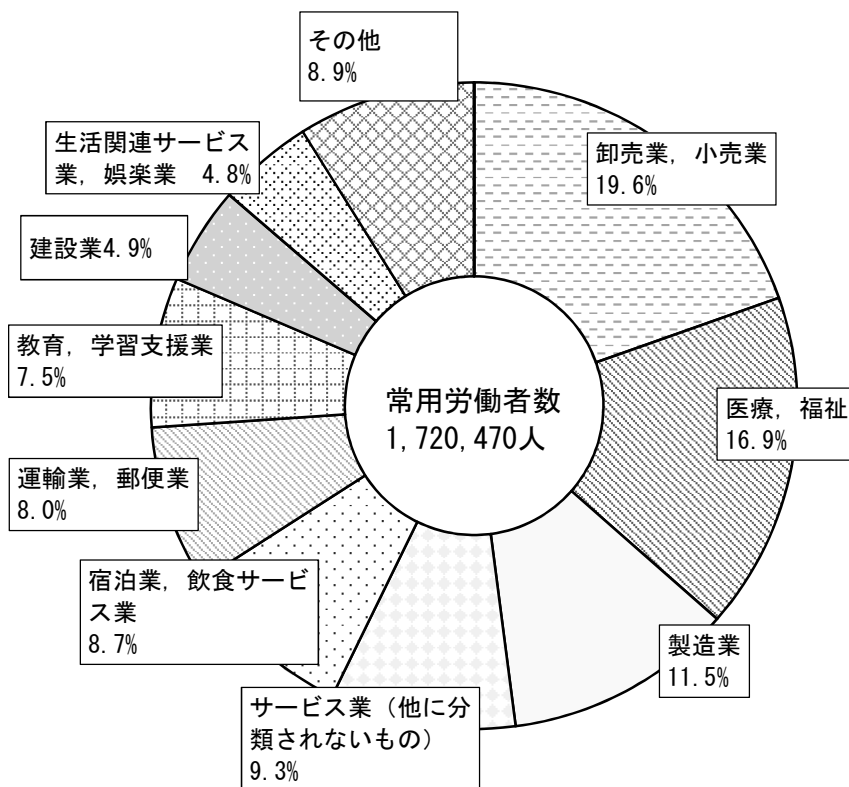 その他
8.9%
卸売業, 小売業
19.6%
医療, 福祉
16.9%
製造業
11.5%
サービス業（他に分
類されないもの）
9.3%
宿泊業, 飲食サービ
ス業
8.7%
運輸業, 郵便業
8.0%
教育, 学習支援業
7.5%
建設業4.9%
生活関連サービス
業, 娯楽業　4.8%
常用労働者数
1,720,470人